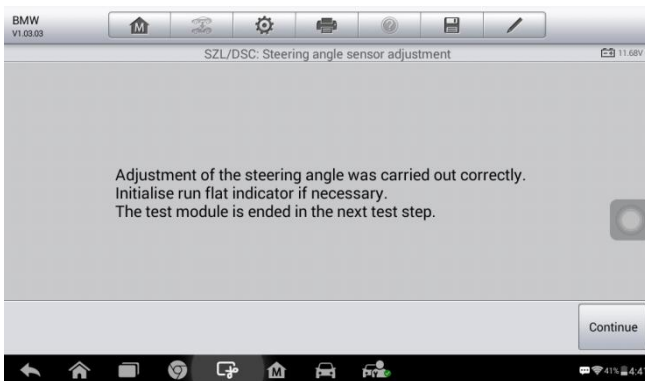 BMW
V1.03.03
SZL/DSC: Steering angle sensor adjustment
11.68V
Adjustment of the steering angle was carried out correctly.
Initialise run flat indicator if necessary.
The test module is ended in the next test step.
Continue
41%